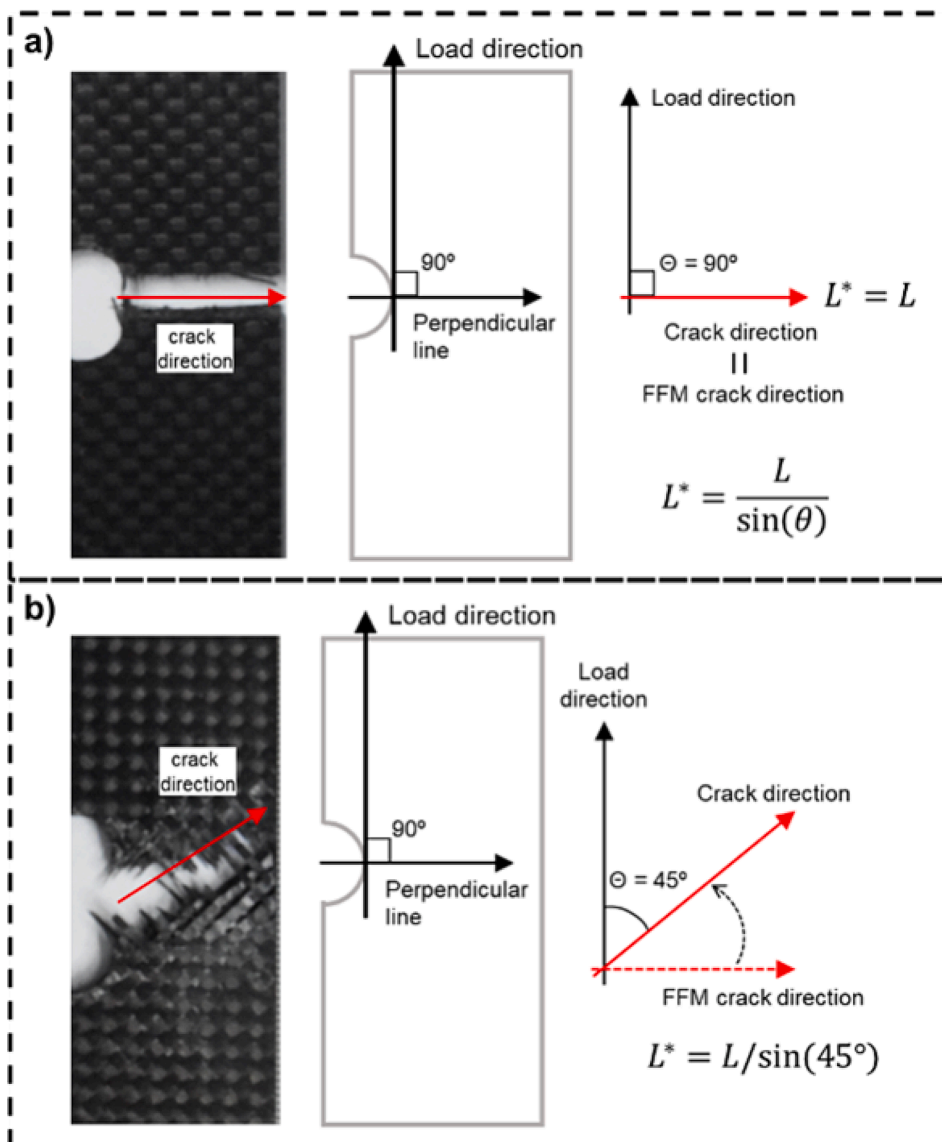 a)
Load direction
crack
direction
90º
Perpendicular
line
Load direction
Θ = 90º
L* = L
Crack direction
=
FFM crack direction
L* = L / sin(θ)
b)
Load direction
crack
direction
90º
Perpendicular
line
Load
direction
Crack direction
Θ = 45º
FFM crack direction
L* = L/sin(45°)